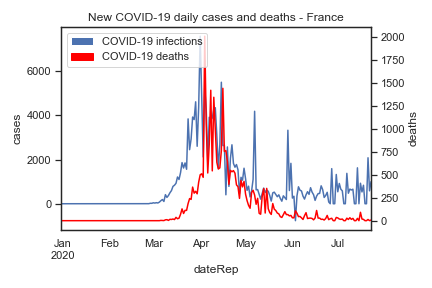 New COVID-19 daily cases and deaths - France
COVID-19 infections
COVID-19 deaths
6000
4000
2000
0
cases
2000
1750
1500
1250
1000
750
500
250
0
deaths
Jan
2020
Feb
Mar
Apr
May
Jun
Jul
dateRep